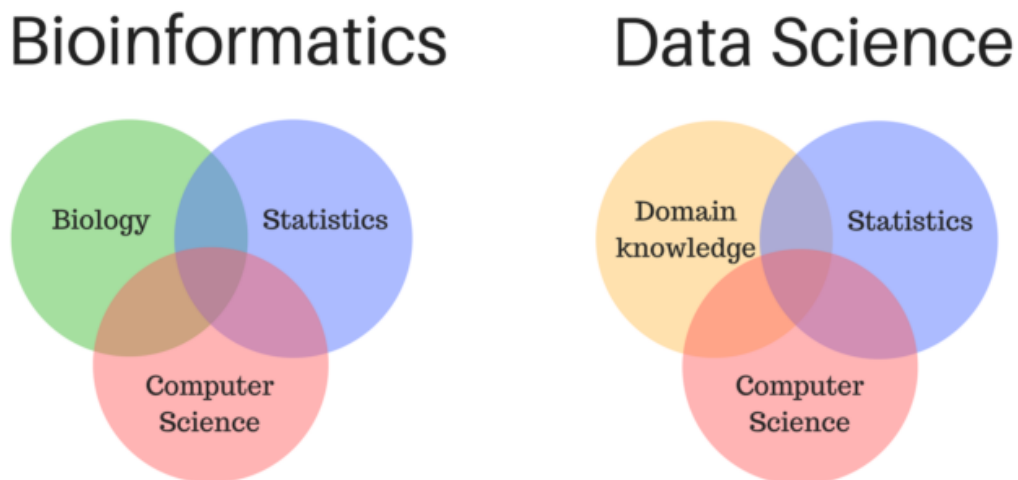 Bioinformatics
Biology
Statistics
Computer
Science
Data Science
Domain
knowledge
Statistics
Computer
Science